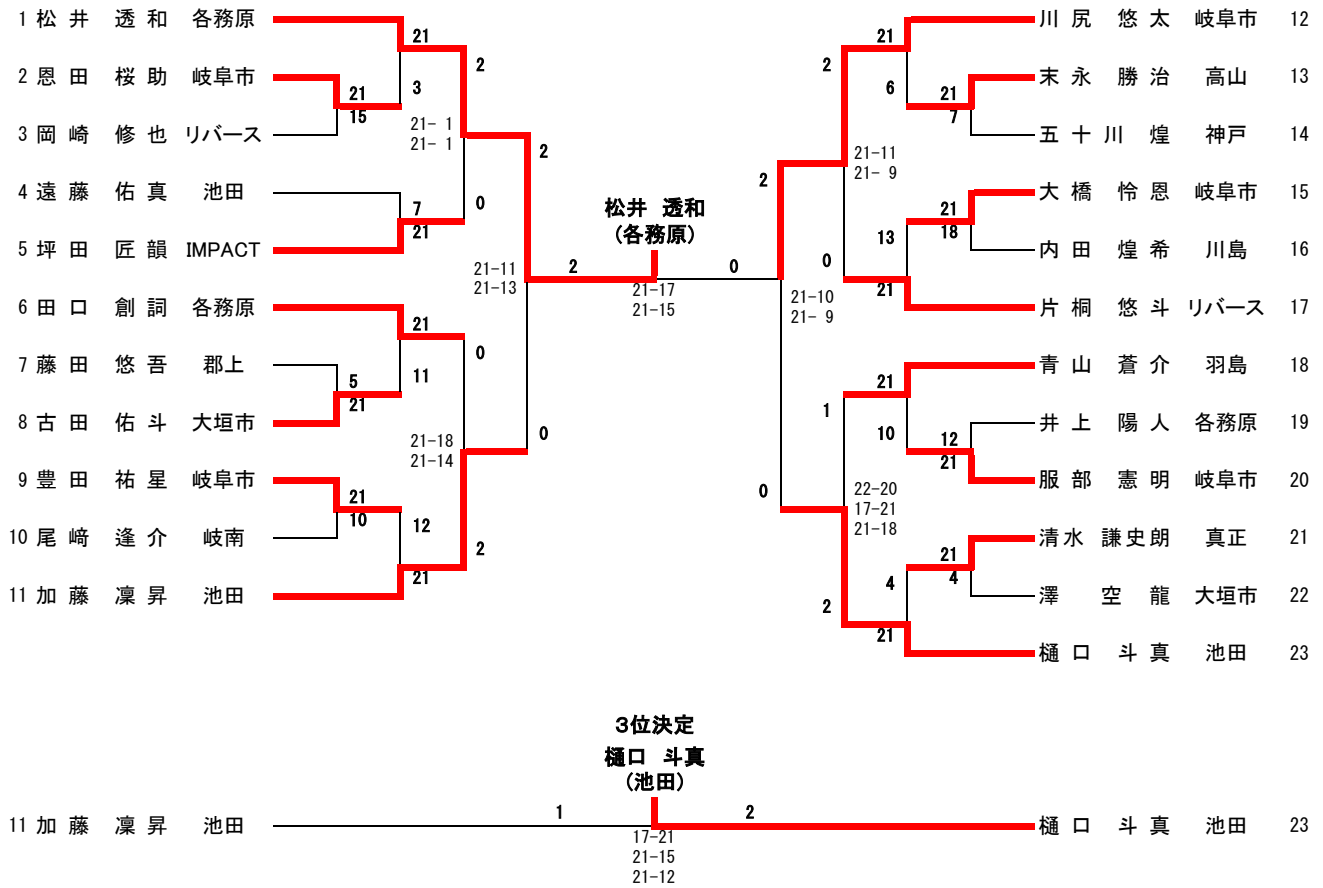 1 松井 透和 各務原
21
2
2 恩田 桜助 岐阜市
21
3
15
3 岡崎 修也 リバース
21- 1
21- 1
2
4 遠藤 佑真 池田
7
0
21
5 坪田 匠韻 IMPACT
21-11
21-13
2
6 田口 創詞 各務原
21
0
7 藤田 悠吾 郡上
5
11
21
8 古田 佑斗 大垣市
21-18
21-14
0
9 豊田 祐星 岐阜市
21
10
12
2
10 尾﨑 逢介 岐南
21
11 加藤 凜昇 池田
松井 透和
(各務原)
21-17
21-15
0
川尻 悠太 岐阜市 12
21
2
6
末永 勝治 高山 13
21
7
五十川 煌 神戸 14
21-11
21- 9
2
大橋 怜恩 岐阜市 15
21
13
18
内田 煌希 川島 16
0
21
片桐 悠斗 リバース 17
21-10
21- 9
青山 蒼介 羽島 18
21
1
10
井上 陽人 各務原 19
12
21
服部 憲明 岐阜市 20
0
22-20
17-21
21-18
清水 謙史朗 真正 21
21
4
4
澤 空龍 大垣市 22
2
21
樋口 斗真 池田 23
3位決定
樋口 斗真
(池田)
11 加藤 凜昇 池田
1
2
樋口 斗真 池田 23
17-21
21-15
21-12